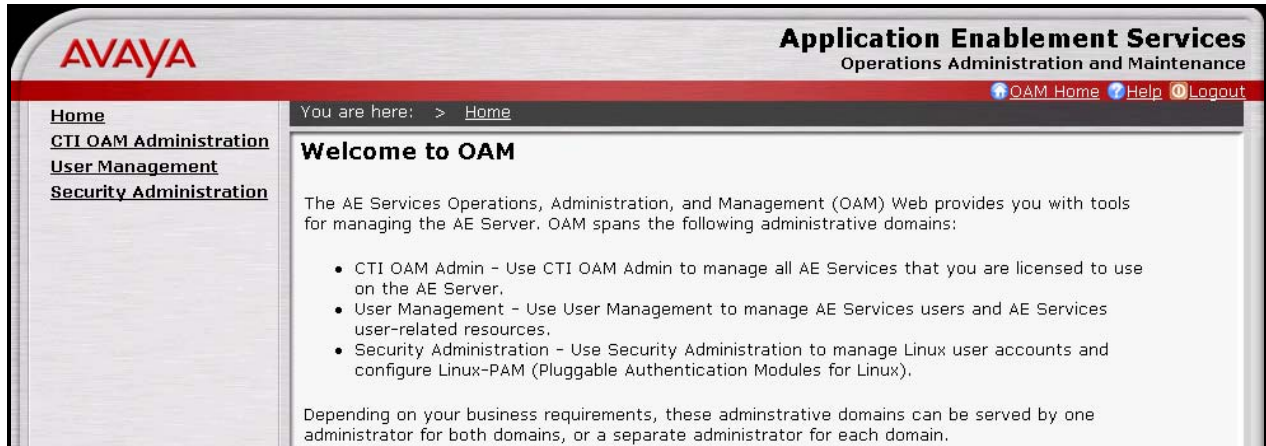 AVAYA
Application Enablement Services
Operations Administration and Maintenance
OAM Home Help Logout
Home
CTI OAM Administration
User Management
Security Administration
You are here: > Home
Welcome to OAM
The AE Services Operations, Administration, and Management (OAM) Web provides you with tools
for managing the AE Server. OAM spans the following administrative domains:
• CTI OAM Admin - Use CTI OAM Admin to manage all AE Services that you are licensed to use
on the AE Server.
• User Management - Use User Management to manage AE Services users and AE Services
user-related resources.
• Security Administration - Use Security Administration to manage Linux user accounts and
configure Linux-PAM (Pluggable Authentication Modules for Linux).
Depending on your business requirements, these adminstrative domains can be served by one
administrator for both domains, or a separate administrator for each domain.